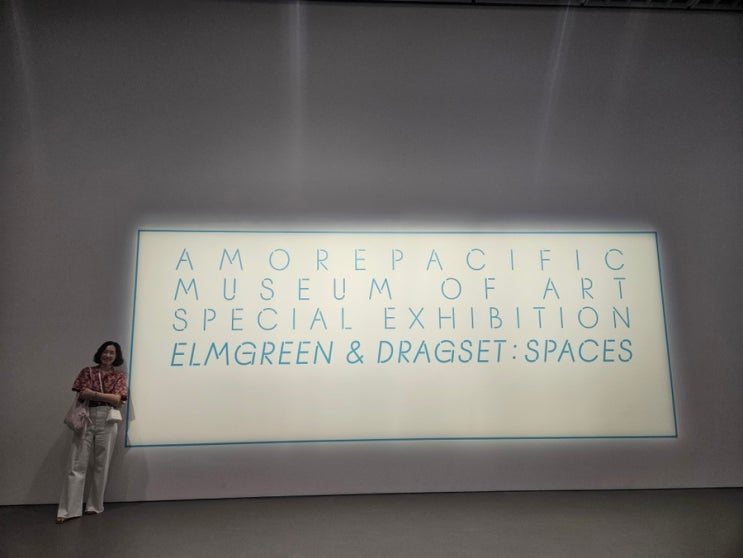 AMOREPACIFIC
MUSEUM OF ART
SPECIAL EXHIBITION
ELMGREEN & DRAGSET : SPACES